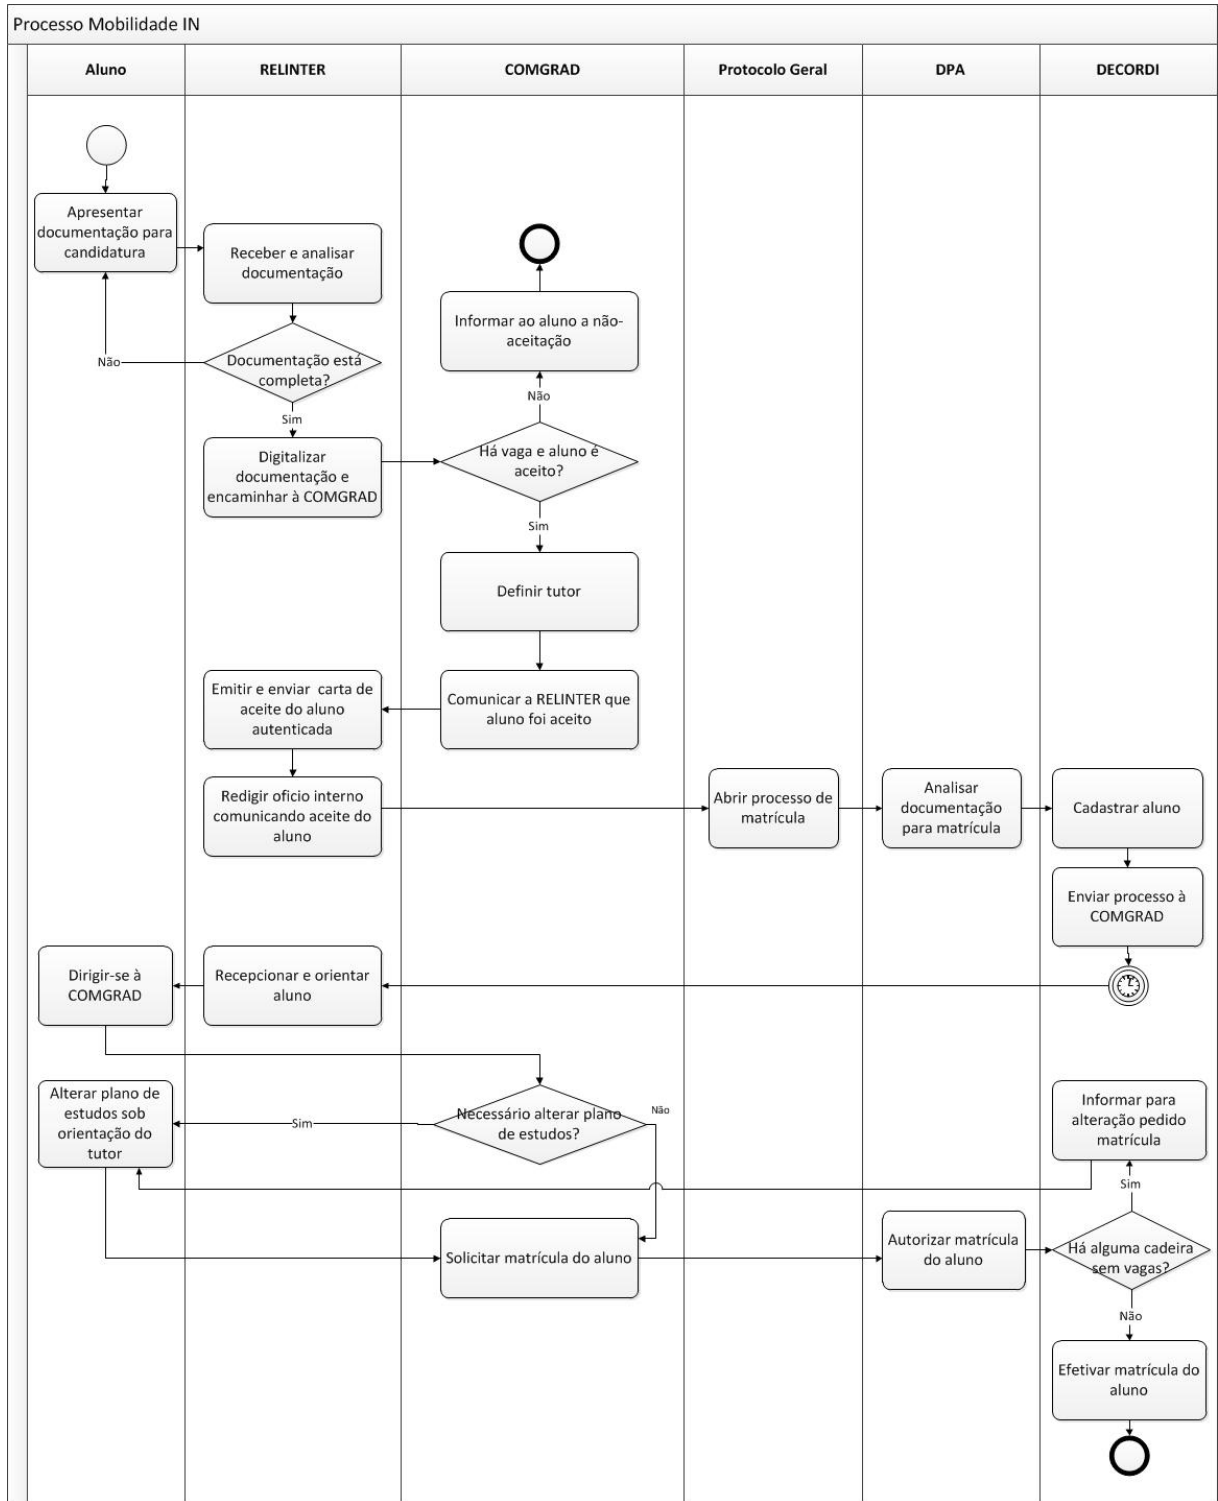 Processo Mobilidade IN
Aluno
RELINTER
COMGRAD
Protocolo Geral
DPA
DECORDI
Apresentar
documentação para
candidatura
Receber e analisar
documentação
Informar ao aluno a não-
aceitação
Não
Documentação está
completa?
Não
Sim
Há vaga e aluno é
aceito?
Digitalizar
documentação e
encaminhar à COMGRAD
Sim
Definir tutor
Emitir e enviar  carta de
aceite do aluno
autenticada
Comunicar a RELINTER que
aluno foi aceito
Redigir oficio interno
comunicando aceite do
aluno
Abrir processo de
matrícula
Analisar
documentação
para matrícula
Cadastrar aluno
Enviar processo à
COMGRAD
Dirigir-se à
COMGRAD
Recepcionar e orientar
aluno
Alterar plano de
estudos sob
orientação do
tutor
Sim
Necessário alterar plano
de estudos?
Não
Informar para
alteração pedido
matrícula
Sim
Solicitar matrícula do aluno
Autorizar matrícula
do aluno
Há alguma cadeira
sem vagas?
Não
Efetivar matrícula do
aluno